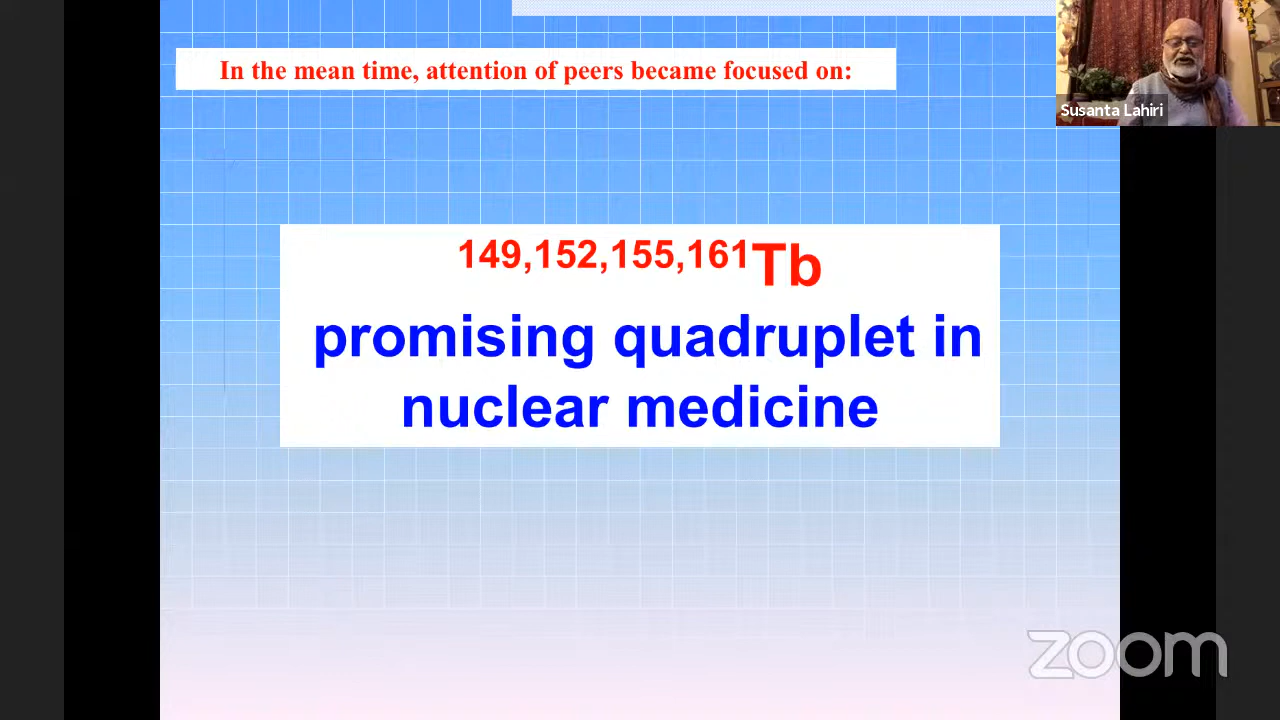 In the mean time, attention of peers became focused on:
Susanta Lahiri
149,152,155,161Tb
promising quadruplet in
nuclear medicine
zoom